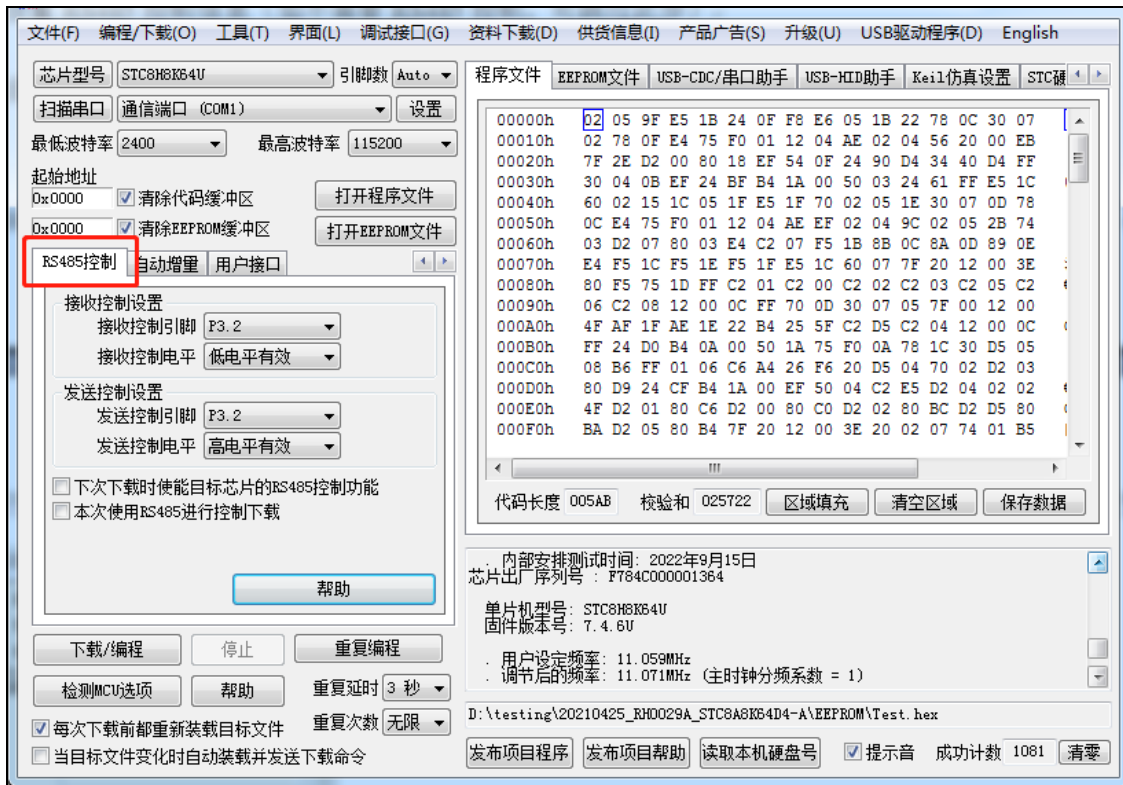 文件(F) 编程/下载(O) 工具(T) 界面(L) 调试接口(G) 资料下载(D) 供货信息(I) 产品广告(S) 升级(U) USB驱动程序(D) English
芯片型号 STC8H8K64U 引脚数 Auto
扫描串口 通信端口 (COM1) 设置
最低波特率 2400 最高波特率 115200
起始地址
0x0000 清除代码缓冲区 打开程序文件
0x0000 清除EEPROM缓冲区 打开EEPROM文件
RS485控制 自动增量 用户接口
接收控制设置
接收控制引脚 P3.2
接收控制电平 低电平有效
发送控制设置
发送控制引脚 P3.2
发送控制电平 高电平有效
下次下载时使能目标芯片的RS485控制功能
本次使用RS485进行控制下载
帮助
下载/编程 停止 重复编程
检测MCU选项 帮助 重复延时 3 秒
每次下载前都重新装载目标文件 重复次数 无限
当目标文件变化时自动装载并发送下载命令
程序文件 EEPROM文件 USB-CDC/串口助手 USB-HID助手 Keil仿真设置 STC硬
00000h 02 05 9F E5 1B 24 0F F8 E6 05 1B 22 78 0C 30 07
00010h 02 78 0F E4 75 F0 01 12 04 AE 02 04 56 20 00 EB
00020h 7F 2E D2 00 80 18 EF 54 0F 24 90 D4 34 40 D4 FF
00030h 30 04 0B EF 24 BF B4 1A 00 50 03 24 61 FF E5 1C
00040h 60 02 15 1C 05 1F E5 1F 70 02 05 1E 30 07 0D 78
00050h 0C E4 75 F0 01 12 04 AE EF 02 04 9C 02 05 2B 74
00060h 03 D2 07 80 03 E4 C2 07 F5 1B 8B 0C 8A 0D 89 0E
00070h E4 F5 1C F5 1E F5 1F E5 1C 60 07 7F 20 12 00 3E
00080h 80 F5 75 1D FF C2 01 C2 00 C2 02 C2 03 C2 05 C2
00090h 06 C2 08 12 00 0C FF 70 0D 30 07 05 7F 00 12 00
000A0h 4F AF 1F AE 1E 22 B4 25 5F C2 D5 C2 04 12 00 0C
000B0h FF 24 D0 B4 0A 00 50 1A 75 F0 0A 78 1C 30 D5 05
000C0h 08 B6 FF 01 06 C6 A4 26 F6 20 D5 04 70 02 D2 03
000D0h 80 D9 24 CF B4 1A 00 EF 50 04 C2 E5 D2 04 02 02
000E0h 4F D2 01 80 C6 D2 00 80 C0 D2 02 80 BC D2 D5 80
000F0h BA D2 05 80 B4 7F 20 12 00 3E 20 02 07 74 01 B5
代码长度 005AB 校验和 025722 区域填充 清空区域 保存数据
. 内部安排测试时间: 2022年9月15日
芯片出厂序列号 : F784C000001364
单片机型号: STC8H8K64U
固件版本号: 7.4.6U
. 用户设定频率: 11.059MHz
. 调节后的频率: 11.071MHz (主时钟分频系数 = 1)
D:\testing\20210425_RH0029A_STC8A8K64D4-A\EEPROM\Test.hex
发布项目程序 发布项目帮助 读取本机硬盘号 提示音 成功计数 1081 清零